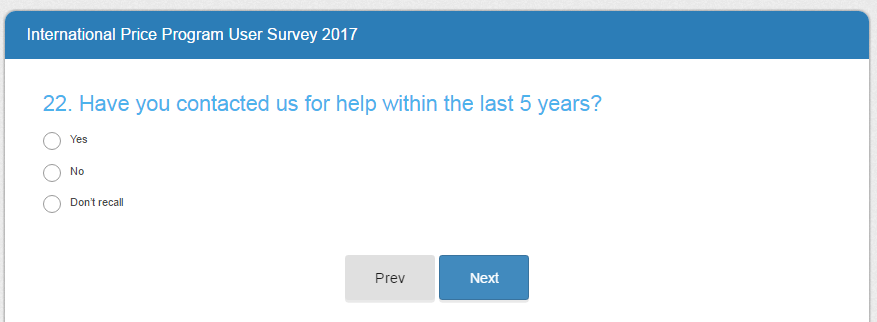 International Price Program User Survey 2017
22. Have you contacted us for help within the last 5 years?
Yes
No
Don't recall
Prev
Next